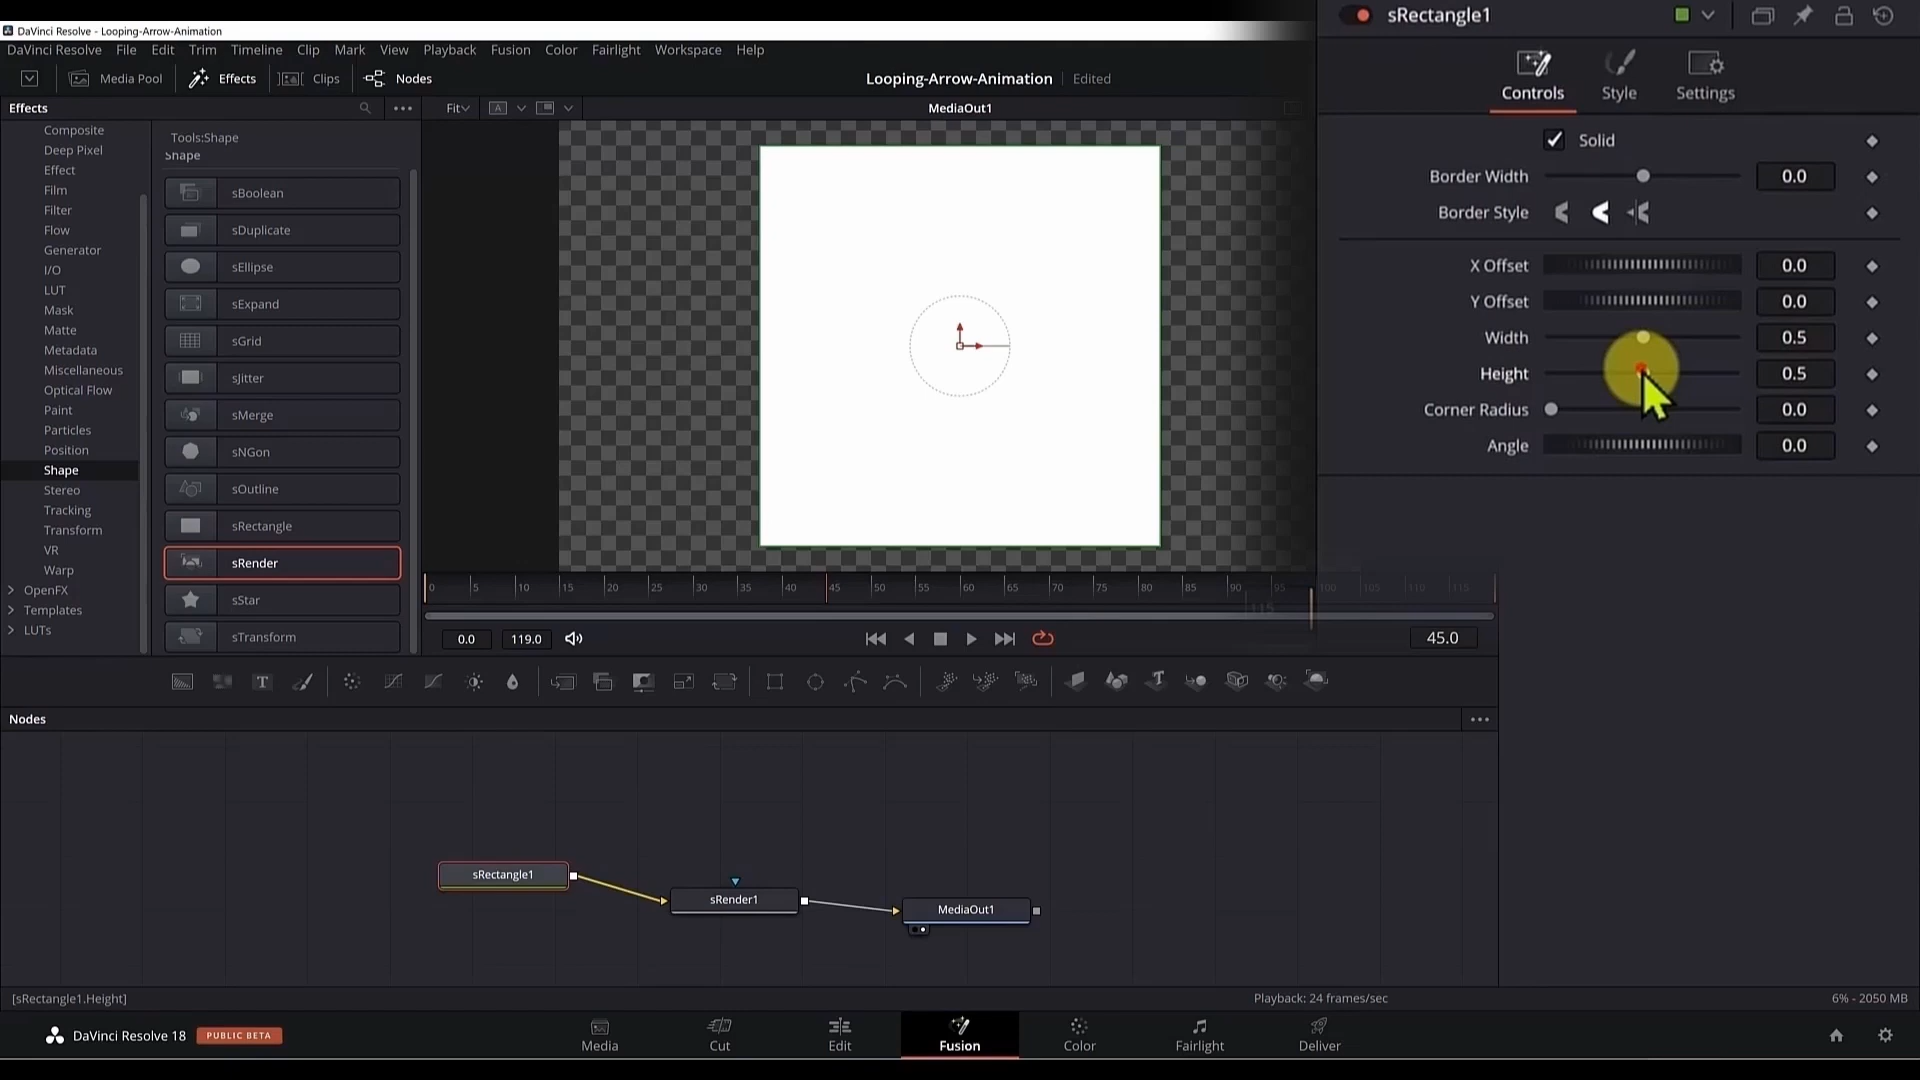 DaVinci Resolve - Looping-Arrow-Animation
DaVinci Resolve File Edit Trim Timeline Clip Mark View Playback Fusion Color Fairlight Workspace Help
Media Pool Effects Clips Nodes
Looping-Arrow-Animation Edited
Effects
Fit
A
MediaOut1
Composite
Deep Pixel
Effect
Film
Filter
Flow
Generator
I/O
LUT
Mask
Matte
Metadata
Miscellaneous
Optical Flow
Paint
Particles
Position
Shape
Stereo
Tracking
Transform
VR
Warp
OpenFX
Templates
LUTs
Tools:Shape
Shape
sBoolean
sDuplicate
sEllipse
sExpand
sGrid
sJitter
sMerge
sNGon
sOutline
sRectangle
sRender
sStar
sTransform
sRectangle1
Controls Style Settings
Solid
Border Width 0.0
Border Style
X Offset 0.0
Y Offset 0.0
Width 0.5
Height 0.5
Corner Radius 0.0
Angle 0.0
0 5 10 15 20 25 30 35 40 45 50 55 60 65 70 75 80 85 90 95 100 105 110 115
115
0.0 119.0 45.0
T
Nodes
sRectangle1
sRender1
MediaOut1
[sRectangle1.Height]
Playback: 24 frames/sec
6% - 2050 MB
DaVinci Resolve 18 PUBLIC BETA
Media Cut Edit Fusion Color Fairlight Deliver